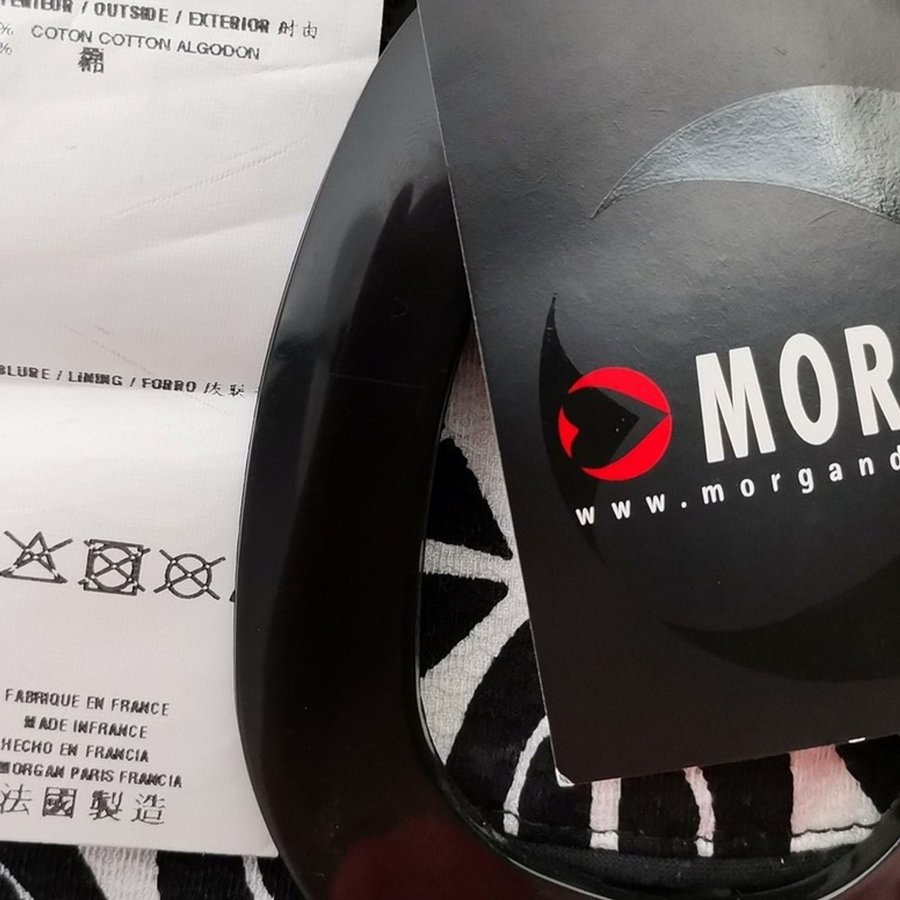 / OUTSIDE / EXTERIOR
% COTON COTTON ALGODON
%
BLURE / LINING / FORRO
FABRIQUE EN FRANCE
MADE INFRANCE
HECHO EN FRANCIA
MORGAN PARIS FRANCIA
法國製造
MOR
www.morgand